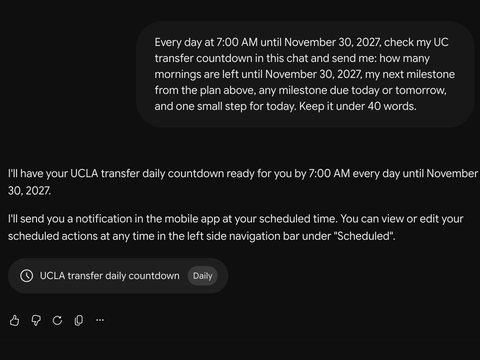 Every day at 7:00 AM until November 30, 2027, check my UC
transfer countdown in this chat and send me: how many
mornings are left until November 30, 2027, my next milestone
from the plan above, any milestone due today or tomorrow,
and one small step for today. Keep it under 40 words.
I'll have your UCLA transfer daily countdown ready for you by 7:00 AM every day until November
30, 2027.
I'll send you a notification in the mobile app at your scheduled time. You can view or edit your
scheduled actions at any time in the left side navigation bar under "Scheduled".
UCLA transfer daily countdown Daily